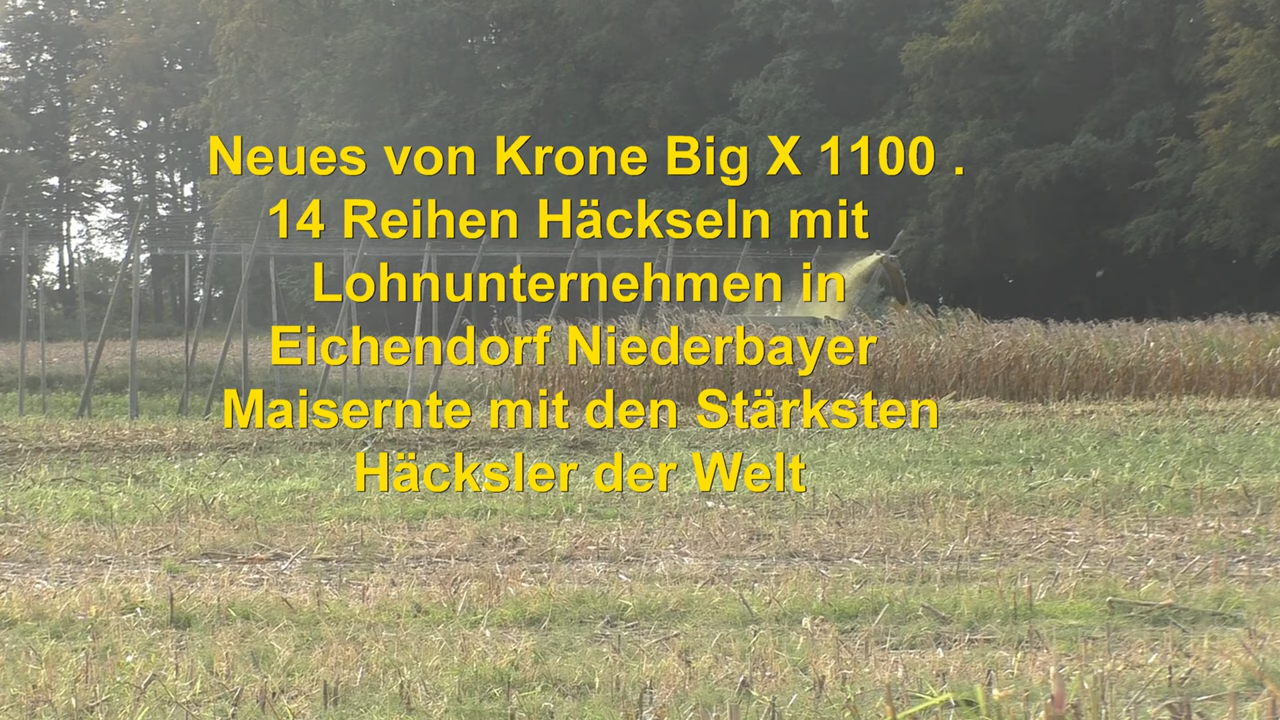 Neues von Krone Big X 1100 .
14 Reihen Häckseln mit
Lohnunternehmen in
Eichendorf Niederbayer
Maisernte mit den Stärksten
Häcksler der Welt